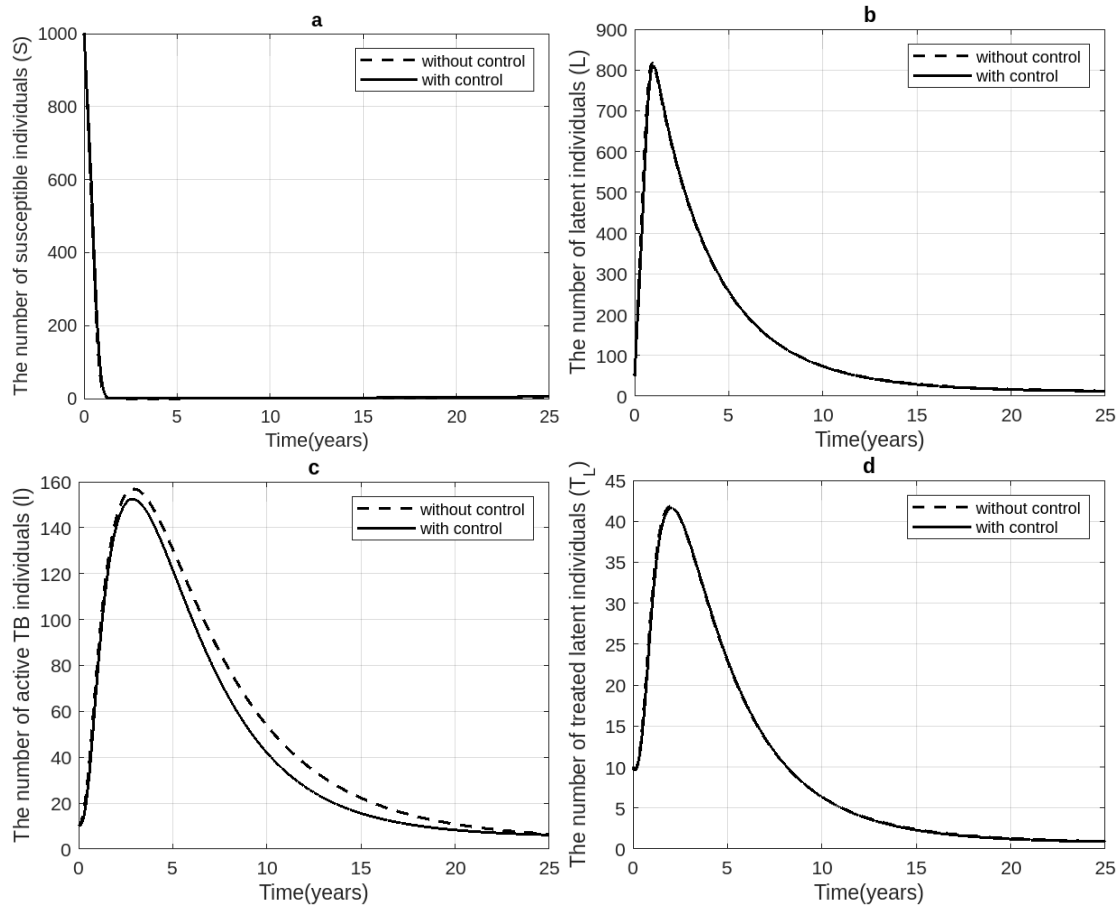 a
The number of susceptible individuals (S)
1000
800
600
400
200
0
without control
with control
0 5 10 15 20 25
Time(years)
b
The number of latent individuals (L)
900
800
700
600
500
400
300
200
100
0
without control
with control
0 5 10 15 20 25
Time(years)
c
The number of active TB individuals (I)
160
140
120
100
80
60
40
20
0
without control
with control
0 5 10 15 20 25
Time(years)
d
The number of treated latent individuals (T_L)
45
40
35
30
25
20
15
10
5
0
without control
with control
0 5 10 15 20 25
Time(years)